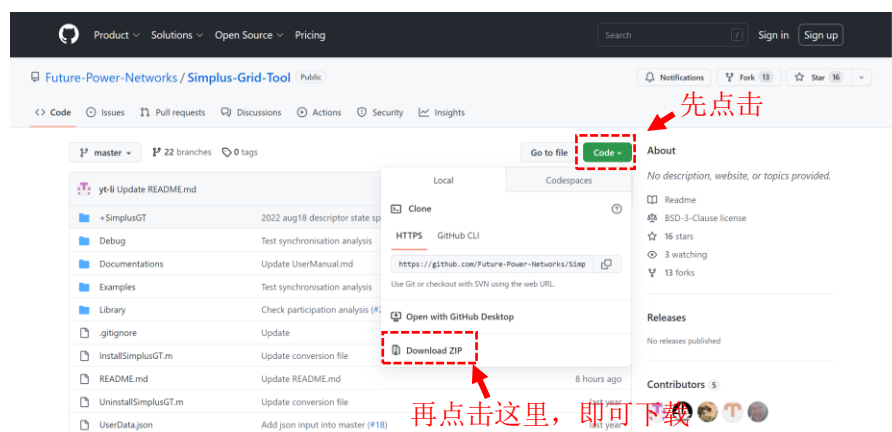 Product Solutions Open Source Pricing Search / Sign in Sign up
Future-Power-Networks / Simplus-Grid-Tool Public Notifications Fork 13 Star 16
先点击
Code Issues Pull requests Discussions Actions Security Insights
master 22 branches 0 tags Go to file Code
About
No description, website, or topics provided.
Readme
BSD-3-Clause license
16 stars
3 watching
13 forks
Releases
No releases published
Contributors 5
yt-li Update README.md
+SimplusGT 2022 aug18 descriptor state sp
Debug Test synchronisation analysis
Documentations Update UserManual.md
Examples Test synchronisation analysis
Library Check participation analysis (#2
.gitignore Update
InstallSimplusGT.m Update conversion file
README.md Update README.md 8 hours ago
UninstallSimplusGT.m Update conversion file last year
UserData.json Add json input into master (#18) last year
Local Codespaces
Clone
HTTPS GitHub CLI
https://github.com/Future-Power-Networks/Simp
Use Git or checkout with SVN using the web URL.
Open with GitHub Desktop
Download ZIP
再点击这里，即可下载